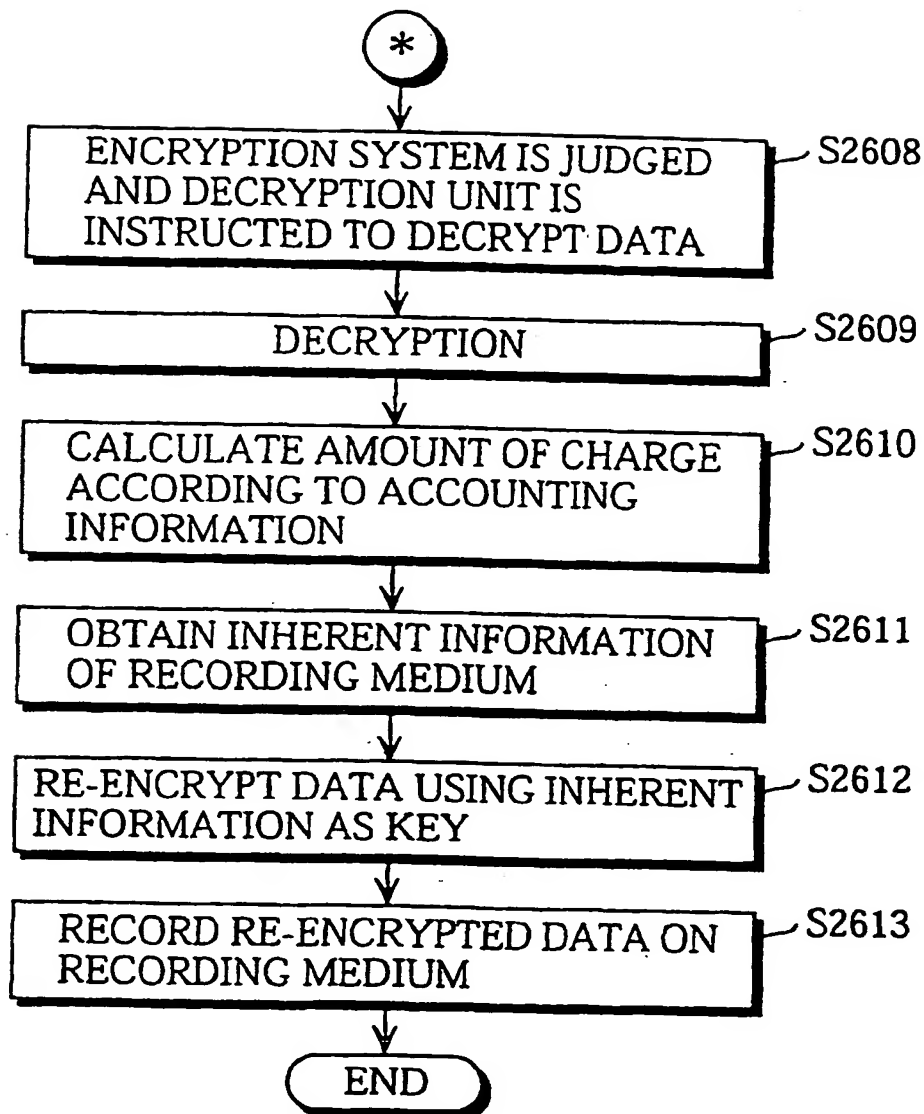 *
ENCRYPTION SYSTEM IS JUDGED
AND DECRYPTION UNIT IS
INSTRUCTED TO DECRYPT DATA
S2608
DECRYPTION
S2609
CALCULATE AMOUNT OF CHARGE
ACCORDING TO ACCOUNTING
INFORMATION
S2610
OBTAIN INHERENT INFORMATION
OF RECORDING MEDIUM
S2611
RE-ENCRYPT DATA USING INHERENT
INFORMATION AS KEY
S2612
RECORD RE-ENCRYPTED DATA ON
RECORDING MEDIUM
S2613
END